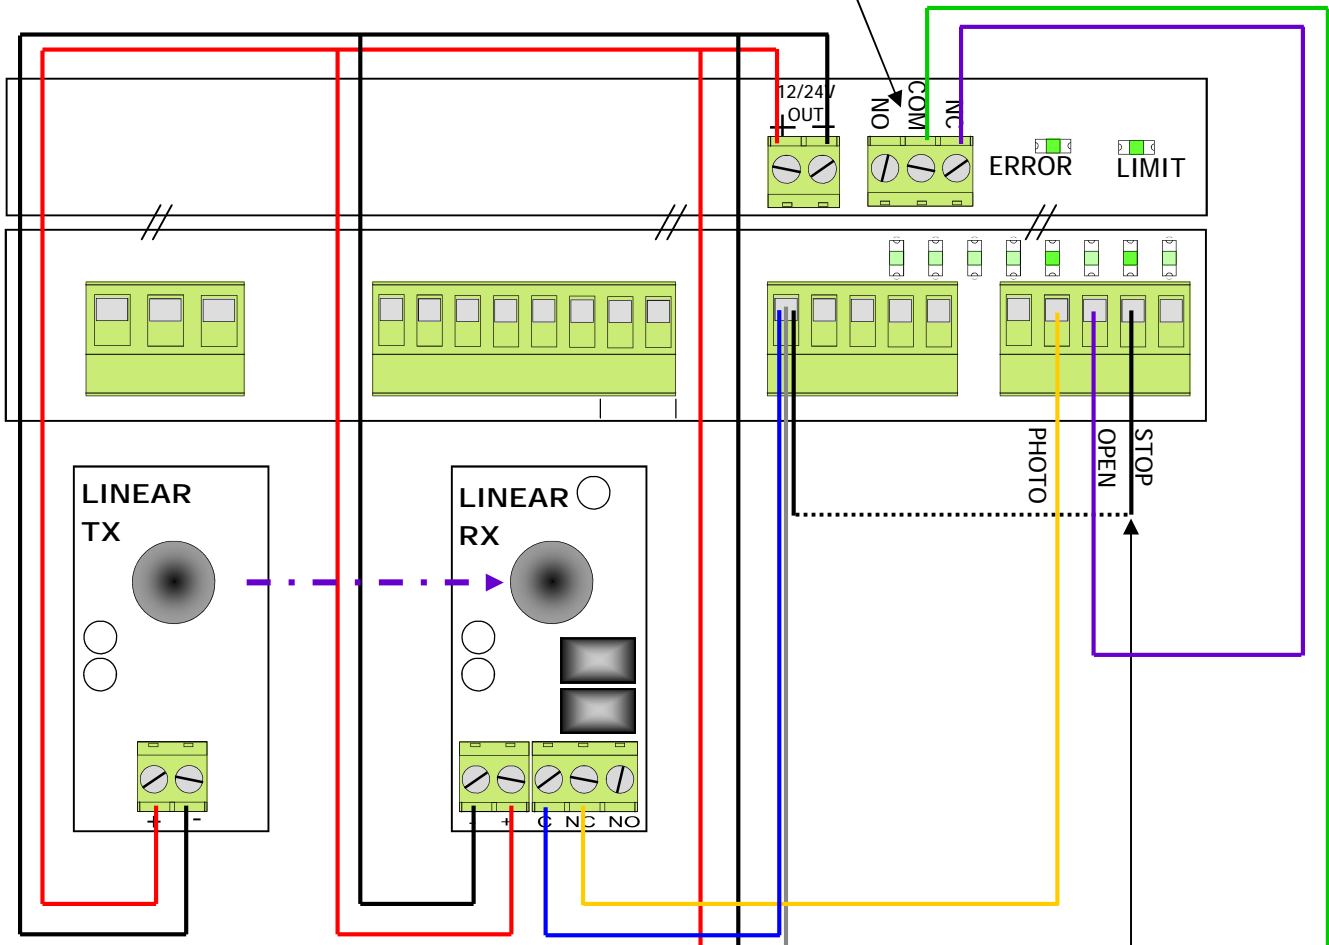 12/24V
OUT
+ -
NO
COM
NC
ERROR
LIMIT
PHOTO
OPEN
STOP
LINEAR
TX
LINEAR
RX
+ -
- + C NC NO